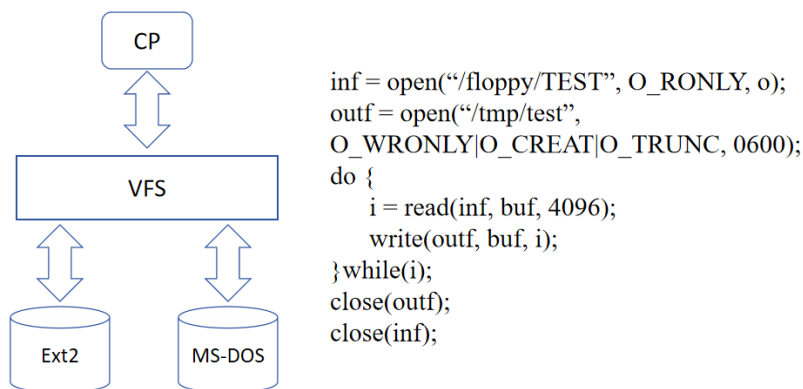 CP
VFS
Ext2
MS-DOS
inf = open(“/floppy/TEST”, O_RONLY, o);
outf = open(“/tmp/test”,
O_WRONLY|O_CREAT|O_TRUNC, 0600);
do {
i = read(inf, buf, 4096);
write(outf, buf, i);
}while(i);
close(outf);
close(inf);